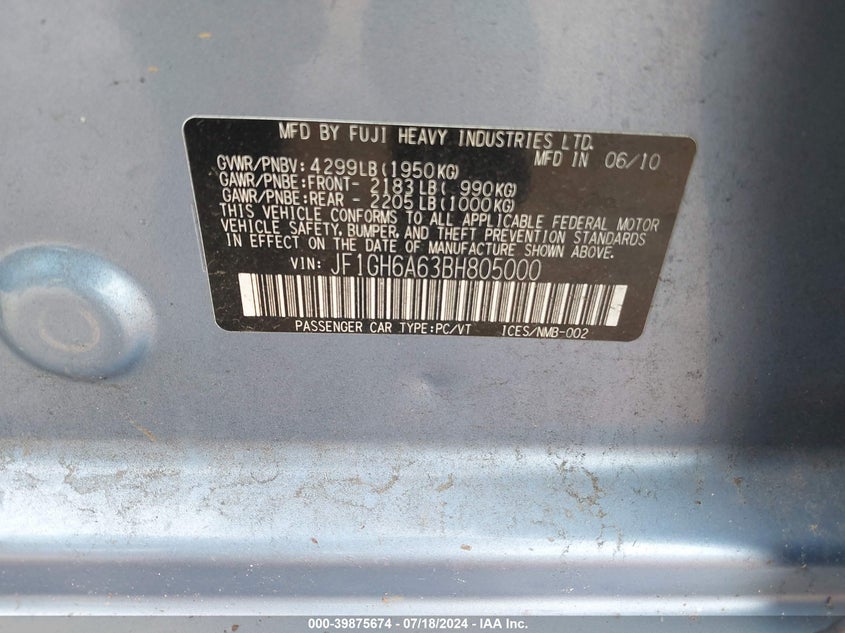 MFD BY FUJI HEAVY INDUSTRIES LTD.
MFD IN 06/10
GVWR/PNBV: 4299LB(1950KG)
GAWR/PNBE:FRONT- 2183LB( 990KG)
GAWR/PNBE:REAR - 2205LB(1000KG)
THIS VEHICLE CONFORMS TO ALL APPLICABLE FEDERAL MOTOR
VEHICLE SAFETY, BUMPER, AND THEFT PREVENTION STANDARDS
IN EFFECT ON THE DATE OF MANUFACTURE SHOWN ABOVE.
VIN: JF1GH6A63BH805000
PASSENGER CAR TYPE:PC/VT ICES/NMB-002
000-39875674 - 07/18/2024 - IAA Inc.